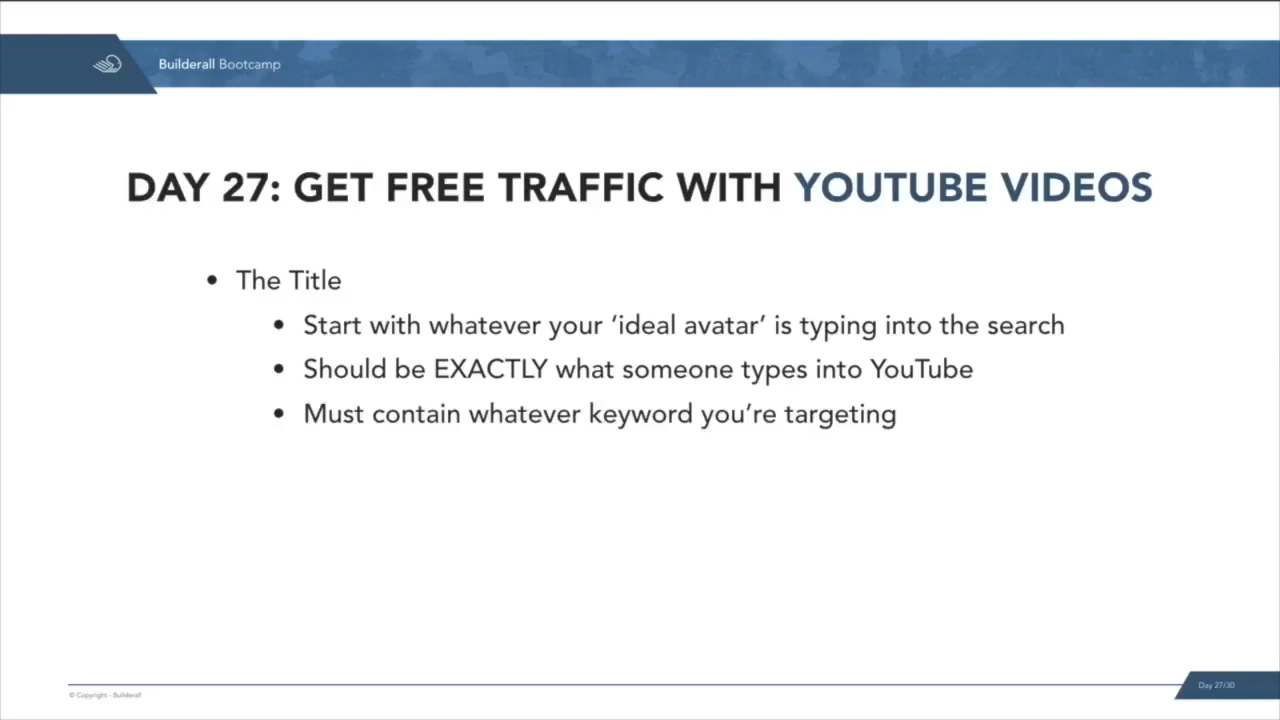 Builderall Bootcamp
DAY 27: GET FREE TRAFFIC WITH YOUTUBE VIDEOS
• The Title
• Start with whatever your ‘ideal avatar’ is typing into the search
• Should be EXACTLY what someone types into YouTube
• Must contain whatever keyword you’re targeting
© Copyright - Builderall
Day 27/30